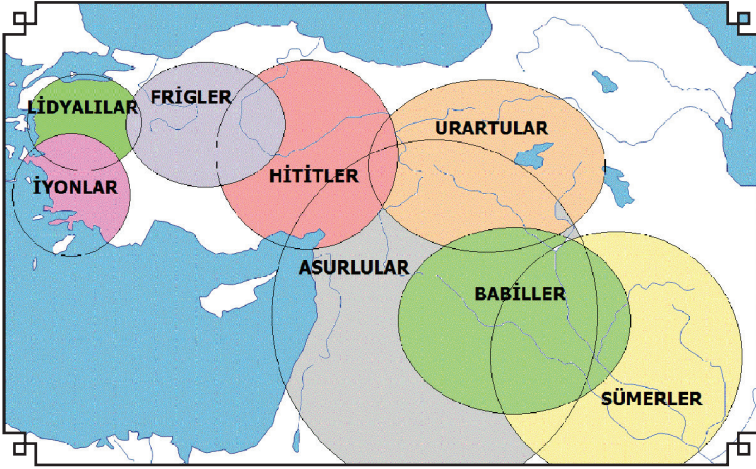 LİDYALILAR
FRİGLER
URARTULAR
İYONLAR
HİTİTLER
ASURLULAR
BABİLLER
SÜMERLER